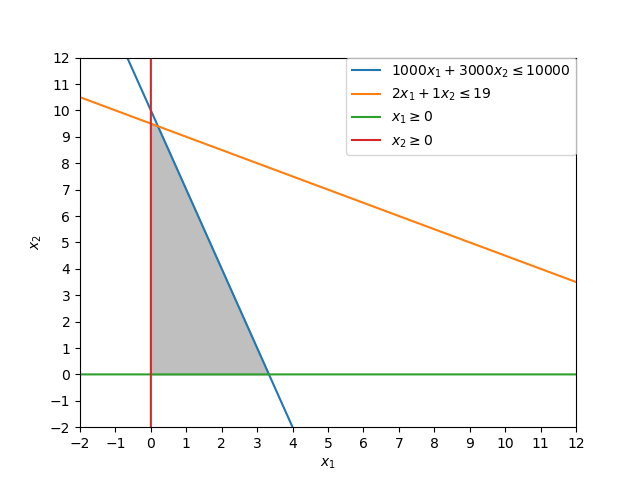 12
11
10
9
8
7
6
5
4
3
2
1
0
−1
−2
x₂
1000x₁ + 3000x₂ ≤ 10000
2x₁ + 1x₂ ≤ 19
x₁ ≥ 0
x₂ ≥ 0
−2 −1 0 1 2 3 4 5 6 7 8 9 10 11 12
x₁